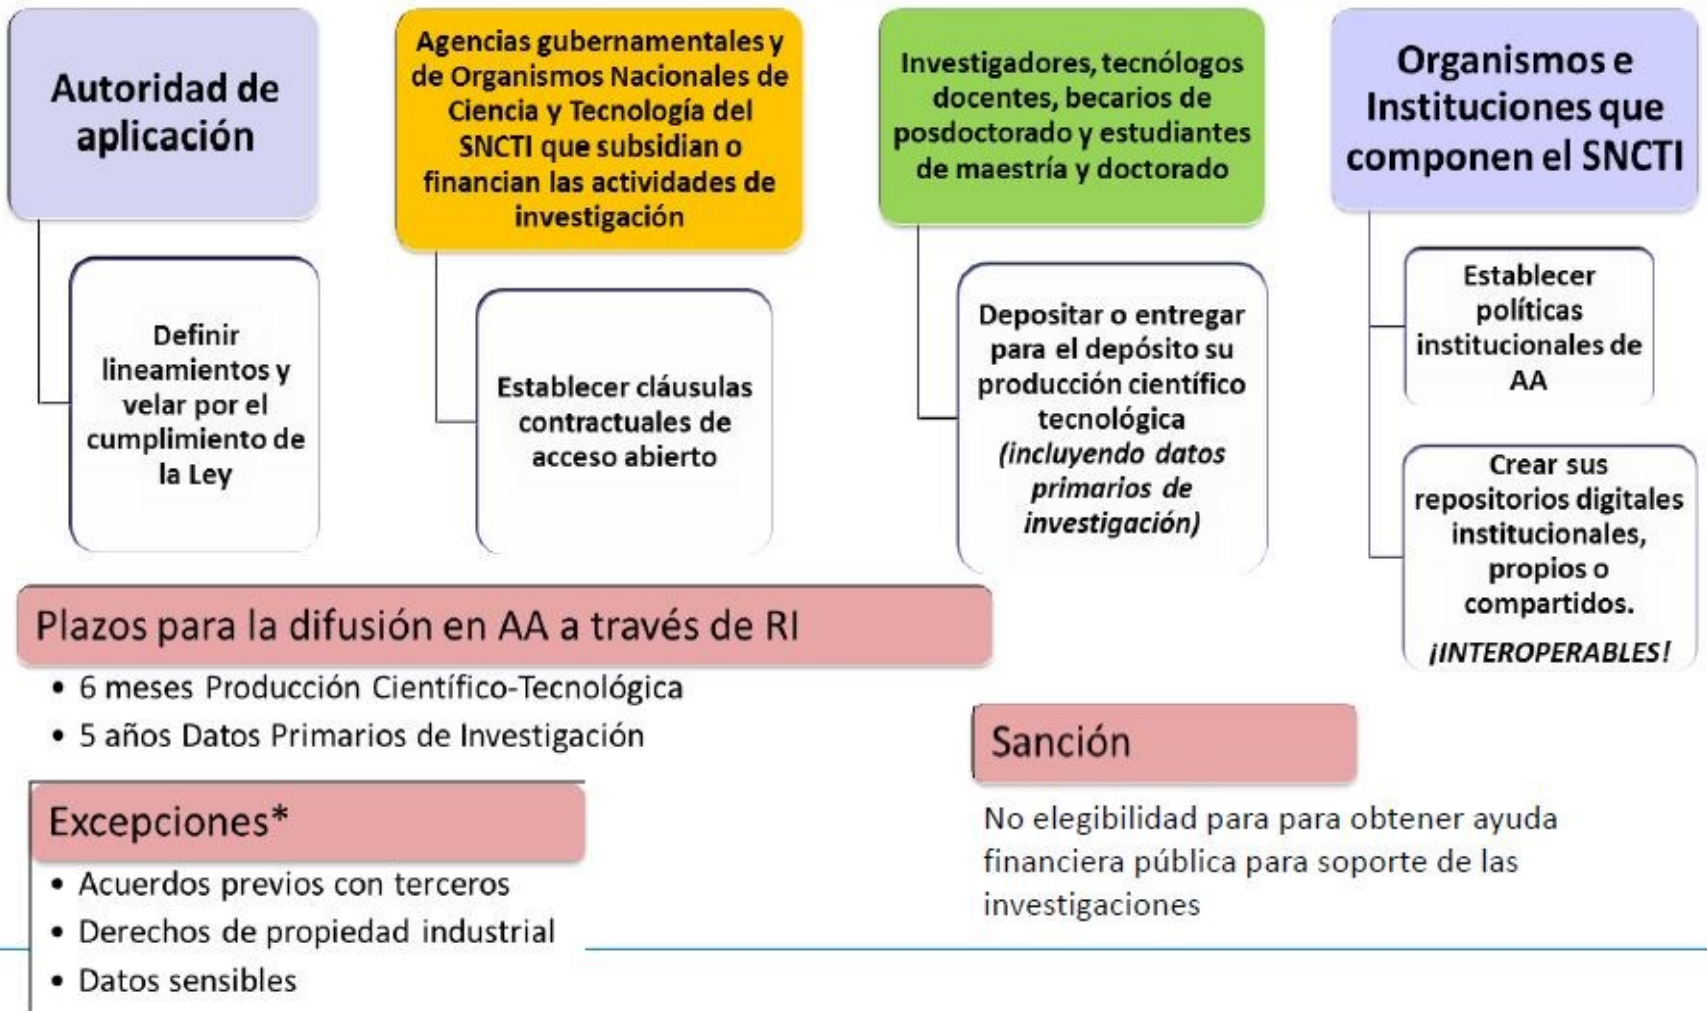 Autoridad de
aplicación
Definir
lineamientos y
velar por el
cumplimiento de
la Ley
Agencias gubernamentales y
de Organismos Nacionales de
Ciencia y Tecnología del
SNCTI que subsidian o
financian las actividades de
investigación
Establecer cláusulas
contractuales de
acceso abierto
Investigadores, tecnólogos
docentes, becarios de
posdoctorado y estudiantes
de maestría y doctorado
Depositar o entregar
para el depósito su
producción científico
tecnológica
(incluyendo datos
primarios de
investigación)
Organismos e
Instituciones que
componen el SNCTI
Establecer
políticas
institucionales de
AA
Crear sus
repositorios digitales
institucionales,
propios o
compartidos.
¡INTEROPERABLES!
Plazos para la difusión en AA a través de RI
• 6 meses Producción Científico-Tecnológica
• 5 años Datos Primarios de Investigación
Excepciones*
• Acuerdos previos con terceros
• Derechos de propiedad industrial
• Datos sensibles
Sanción
No elegibilidad para para obtener ayuda
financiera pública para soporte de las
investigaciones